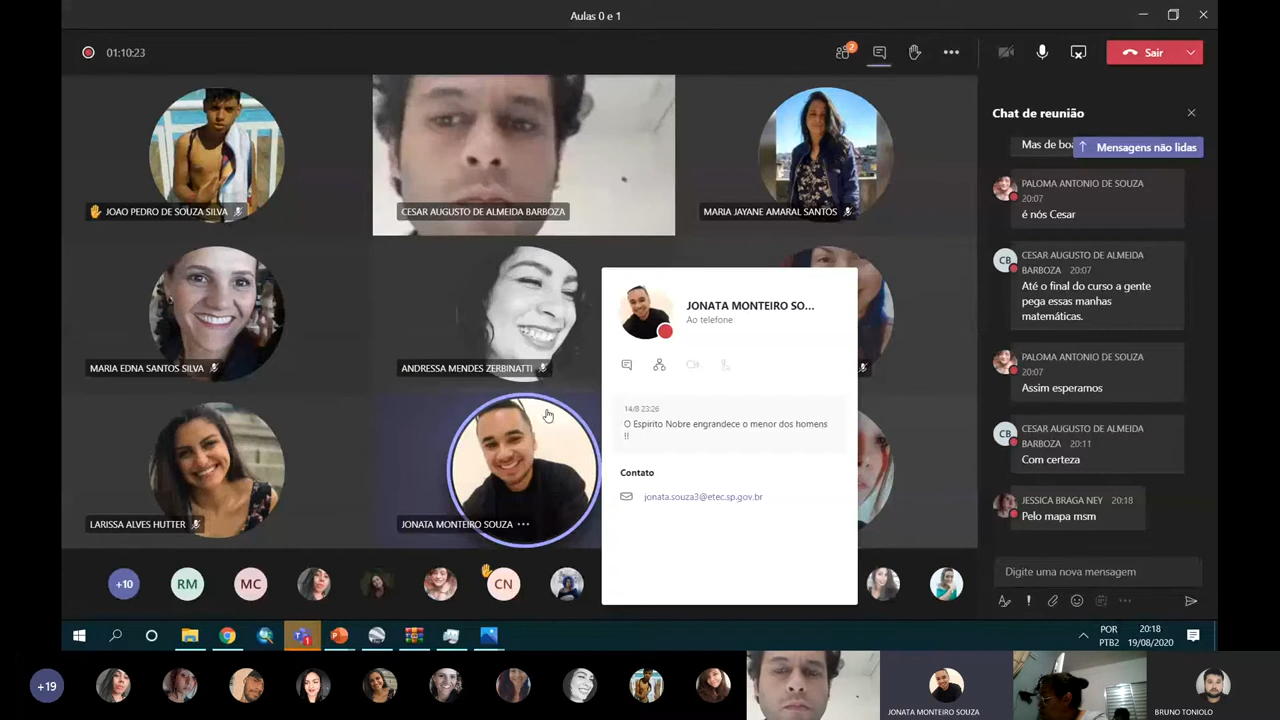 Aulas 0 e 1
01:10:23
2
Sair
JOAO PEDRO DE SOUZA SILVA
CESAR AUGUSTO DE ALMEIDA BARBOZA
MARIA JAYANE AMARAL SANTOS
MARIA EDNA SANTOS SILVA
ANDRESSA MENDES ZERBINATTI
LARISSA ALVES HUTTER
JONATA MONTEIRO SOUZA
JONATA MONTEIRO SO...
Ao telefone
14/8 23:26
O Espirito Nobre engrandece o menor dos homens
!!
Contato
jonata.souza3@etec.sp.gov.br
+10
RM
MC
CN
Chat de reunião
Mas de boa
Mensagens não lidas
PALOMA ANTONIO DE SOUZA
20:07
é nós Cesar
CB
CESAR AUGUSTO DE ALMEIDA
BARBOZA 20:07
Até o final do curso a gente
pega essas manhas
matemáticas.
PALOMA ANTONIO DE SOUZA
20:07
Assim esperamos
CB
CESAR AUGUSTO DE ALMEIDA
BARBOZA 20:11
Com certeza
JESSICA BRAGA NEY 20:18
Pelo mapa msm
Digite uma nova mensagem
POR
PTB2
20:18
19/08/2020
+19
JONATA MONTEIRO SOUZA
BRUNO TONIOLO